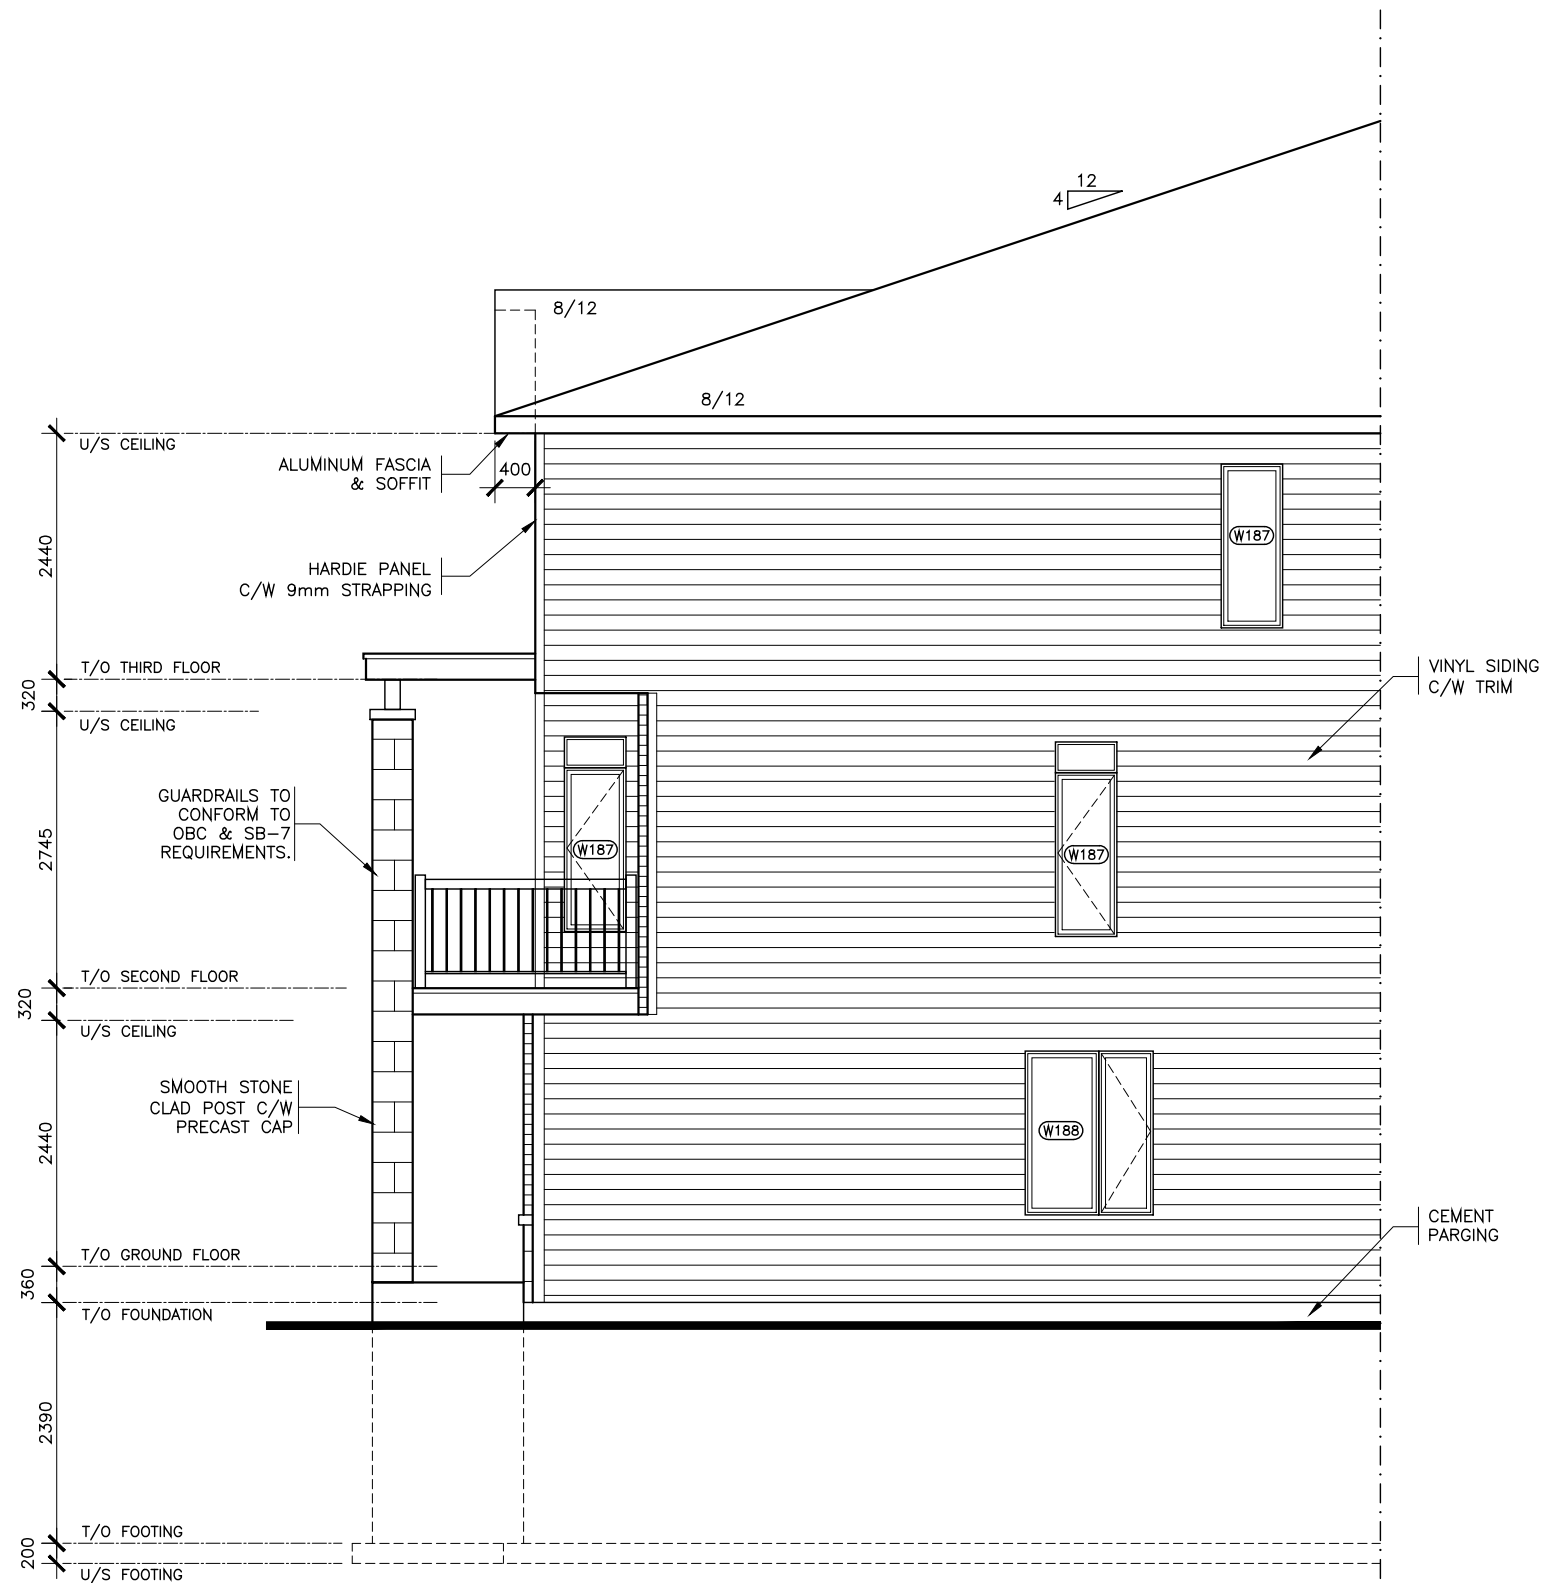 12
4
8/12
8/12
U/S CEILING
ALUMINUM FASCIA
& SOFFIT
400
2440
HARDIE PANEL
C/W 9mm STRAPPING
W187
T/O THIRD FLOOR
320
U/S CEILING
VINYL SIDING
C/W TRIM
GUARDRAILS TO
CONFORM TO
OBC & SB-7
REQUIREMENTS.
2745
W187
W187
T/O SECOND FLOOR
320
U/S CEILING
SMOOTH STONE
CLAD POST C/W
PRECAST CAP
2440
W188
CEMENT
PARGING
T/O GROUND FLOOR
360
T/O FOUNDATION
2390
T/O FOOTING
200
U/S FOOTING